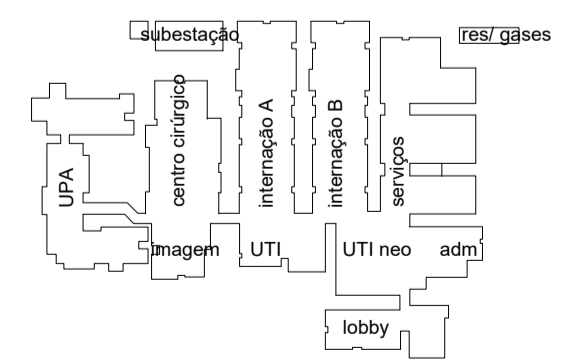 subestação
res/ gases
centro cirúrgico
internação A
internação B
serviços
UPA
imagem
UTI
UTI neo
adm
lobby